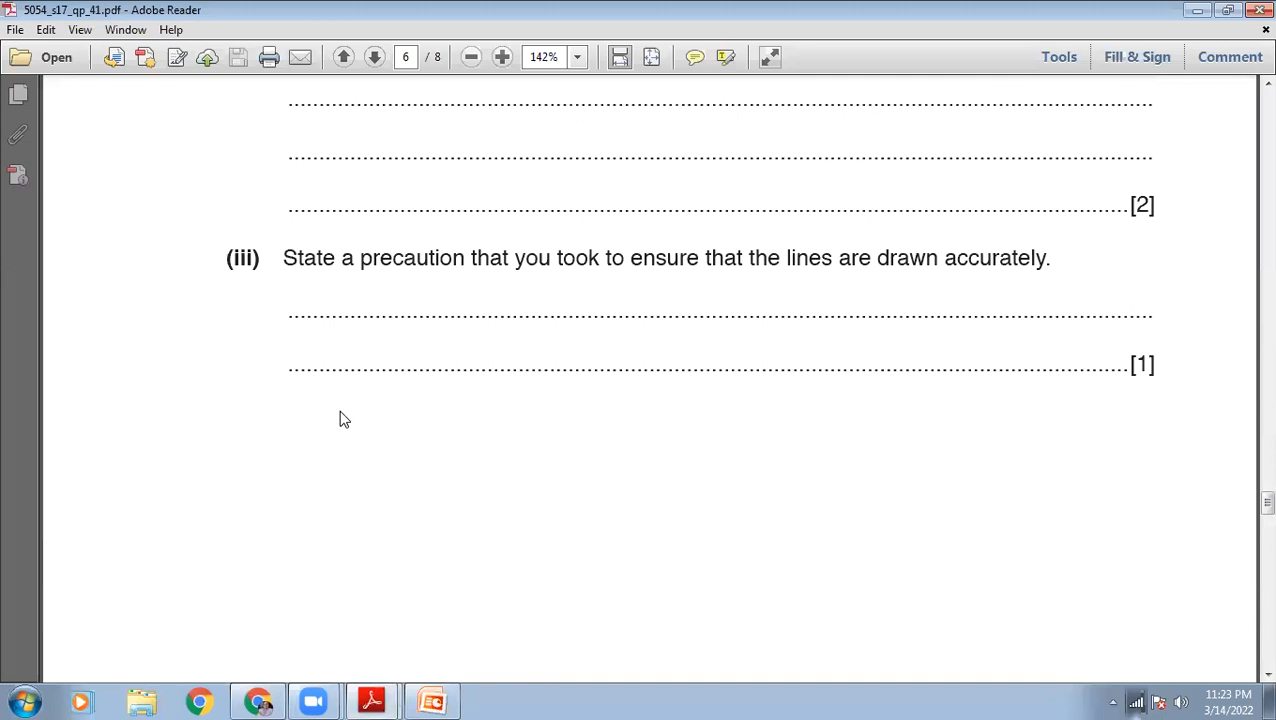 5054_s17_qp_41.pdf - Adobe Reader
File Edit View Window Help
Open 6 / 8 142% Tools Fill & Sign Comment
[2]
(iii) State a precaution that you took to ensure that the lines are drawn accurately.
[1]
11:23 PM
3/14/2022